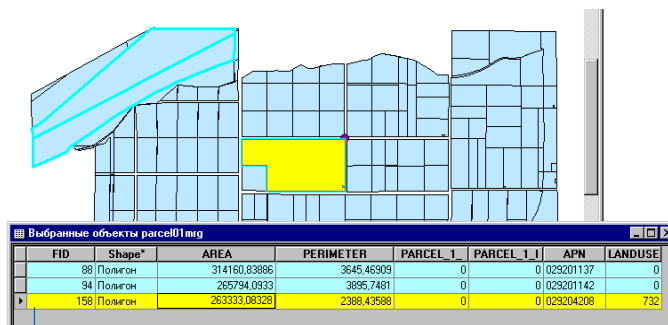 Выбранные объекты parcel01mrg
FID Shape* AREA PERIMETER PARCEL_1_ PARCEL_1_I APN LANDUSE
88 Полигон 314160,83886 3645,46909 0 0 029201137 0
94 Полигон 265794,0933 3895,7481 0 0 029201142 0
158 Полигон 263333,08328 2388,43588 0 0 029204208 732